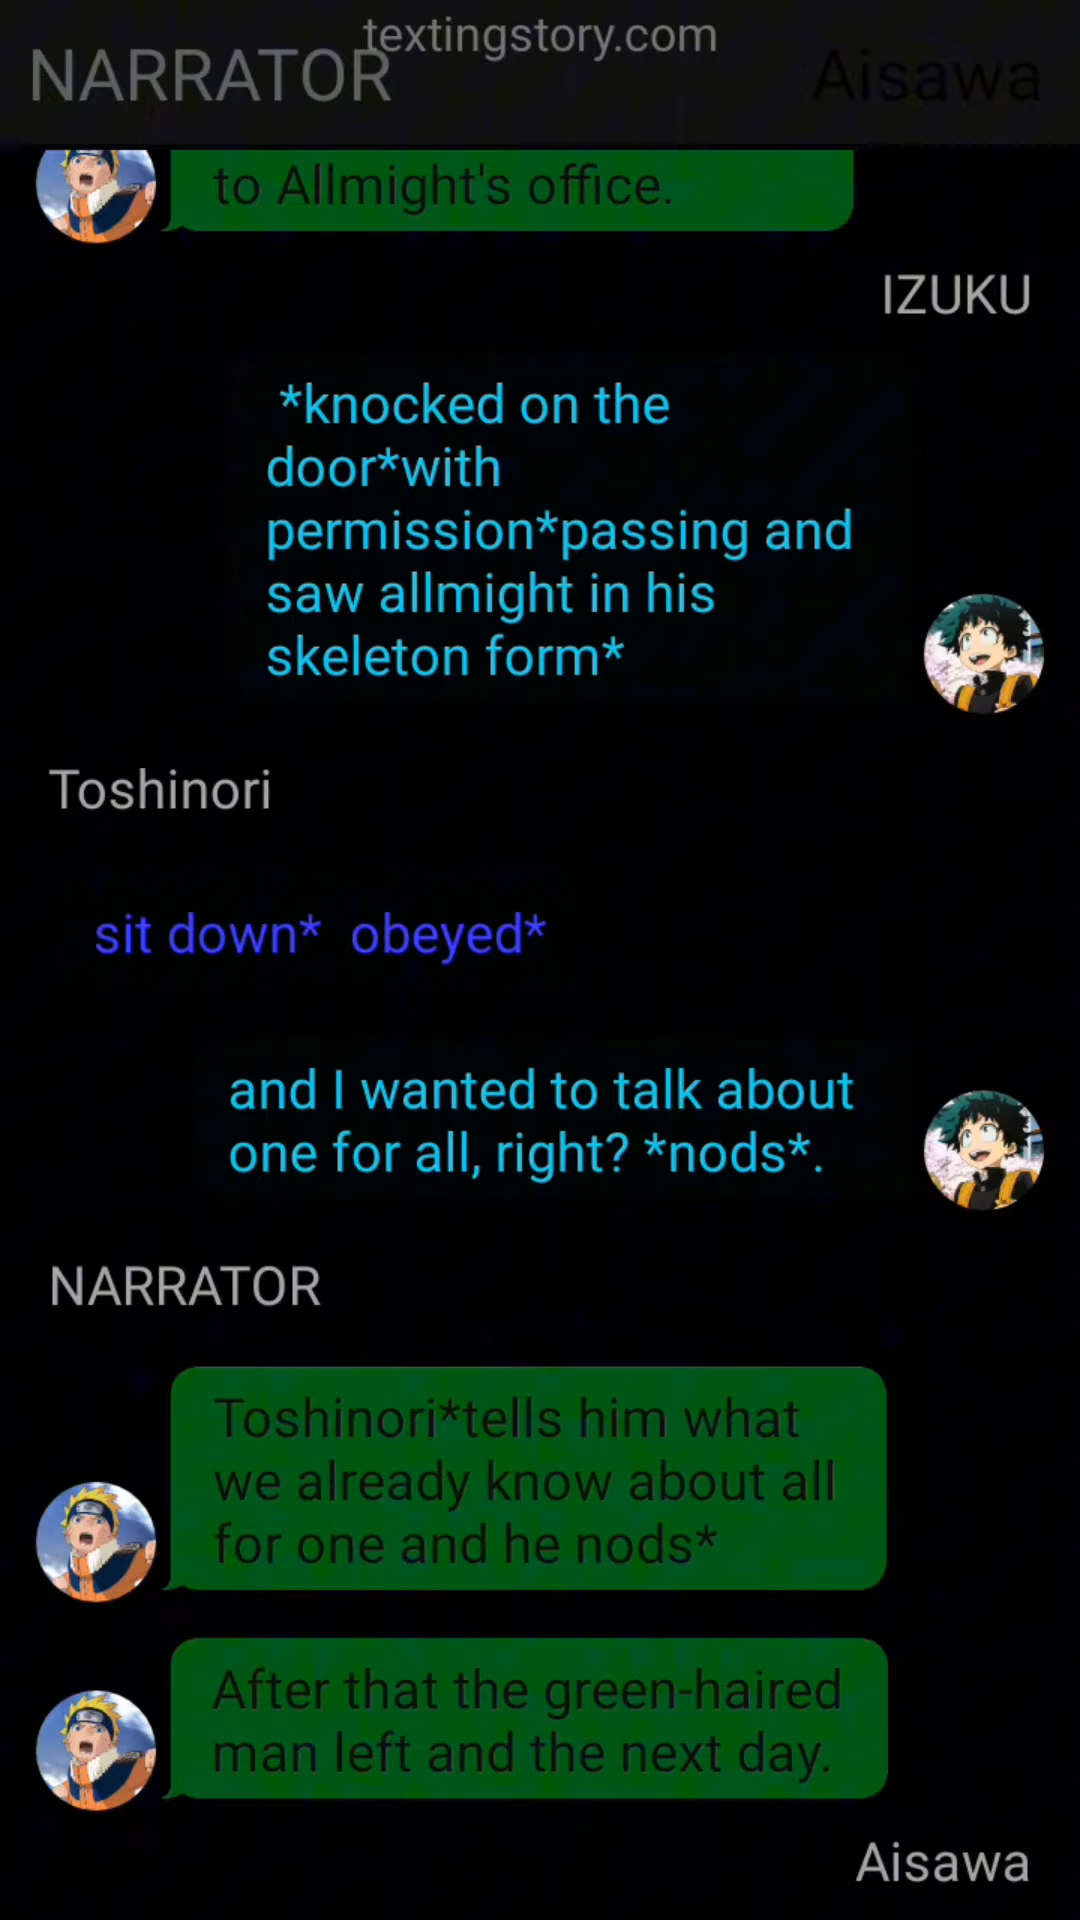 textingstory.com
NARRATOR
Aisawa
to Allmight's office.
IZUKU
*knocked on the
door*with
permission*passing and
saw allmight in his
skeleton form*
Toshinori
sit down*  obeyed*
and I wanted to talk about
one for all, right? *nods*.
NARRATOR
Toshinori*tells him what
we already know about all
for one and he nods*
After that the green-haired
man left and the next day.
Aisawa